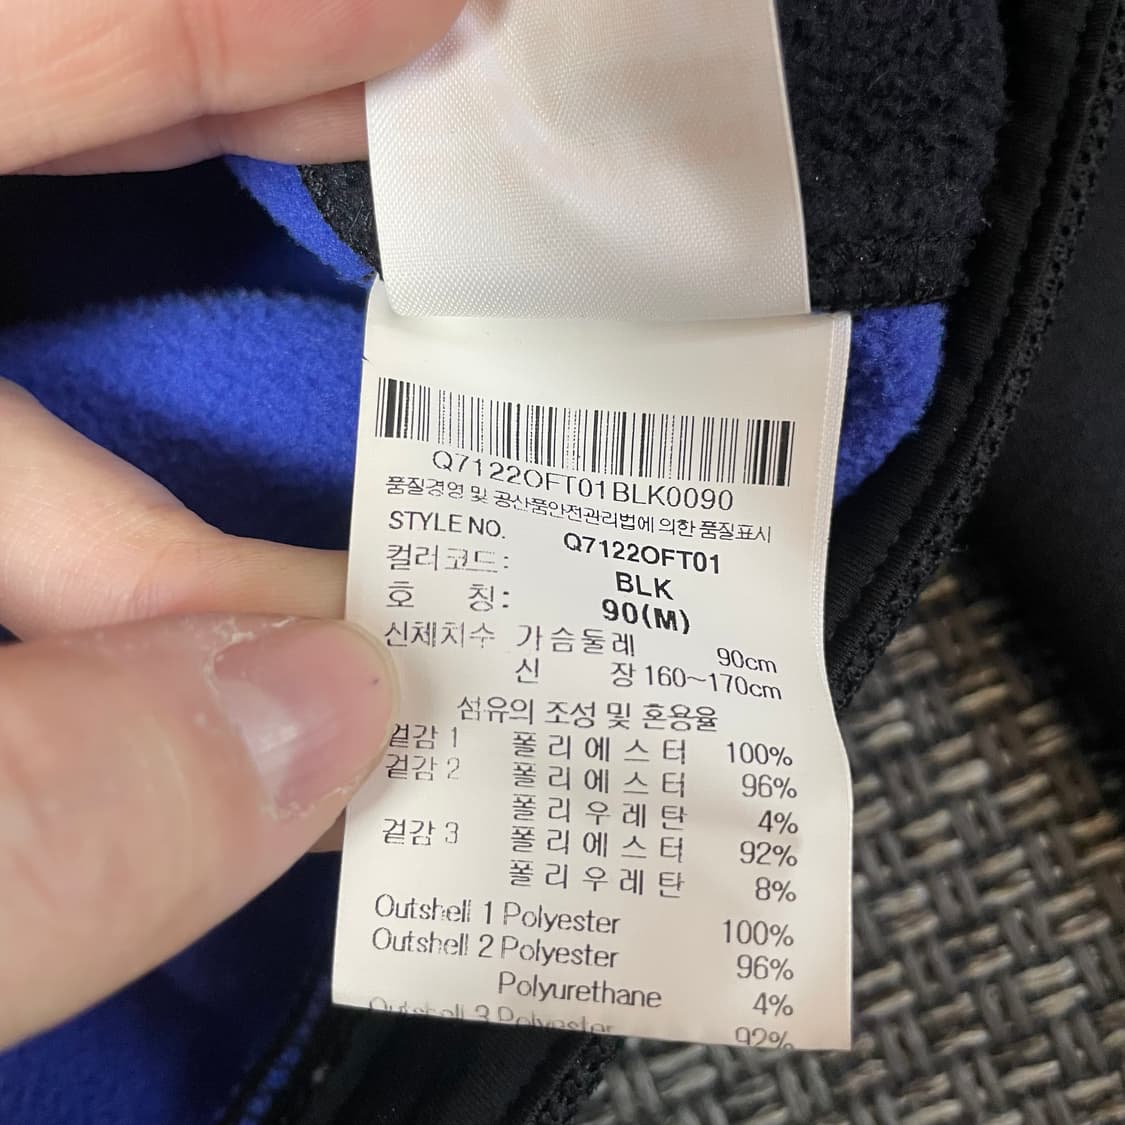 Q7122OFT01BLK0090
품질경영 및 공산품안전관리법에 의한 품질표시
STYLE NO. Q7122OFT01
컬러코드: BLK
호 칭: 90(M)
신체치수 가슴둘레 90cm
신 장 160~170cm
섬유의 조성 및 혼용율
겉감 1 폴리에스터 100%
겉감 2 폴리에스터 96%
폴리우레탄 4%
겉감 3 폴리에스터 92%
폴리우레탄 8%
Outshell 1 Polyester 100%
Outshell 2 Polyester 96%
Polyurethane 4%
Outshell 3 Polyester 92%